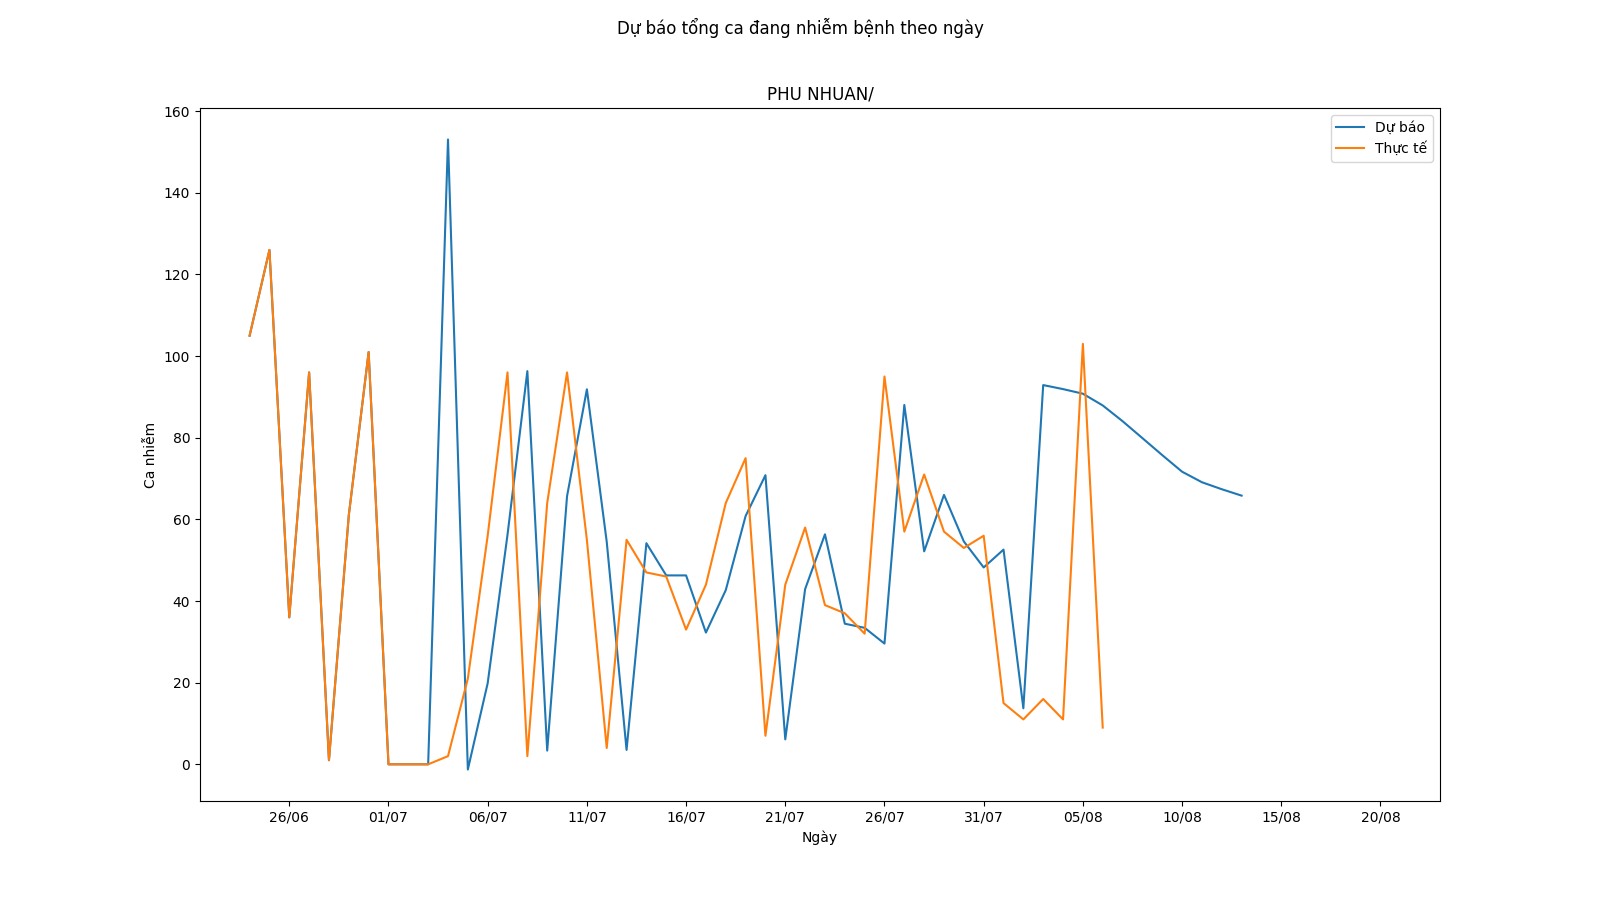 Dự báo tổng ca đang nhiễm bệnh theo ngày
PHU NHUAN/
Dự báo
Thực tế
Ca nhiễm
160
140
120
100
80
60
40
20
0
26/06 01/07 06/07 11/07 16/07 21/07 26/07 31/07 05/08 10/08 15/08 20/08
Ngày